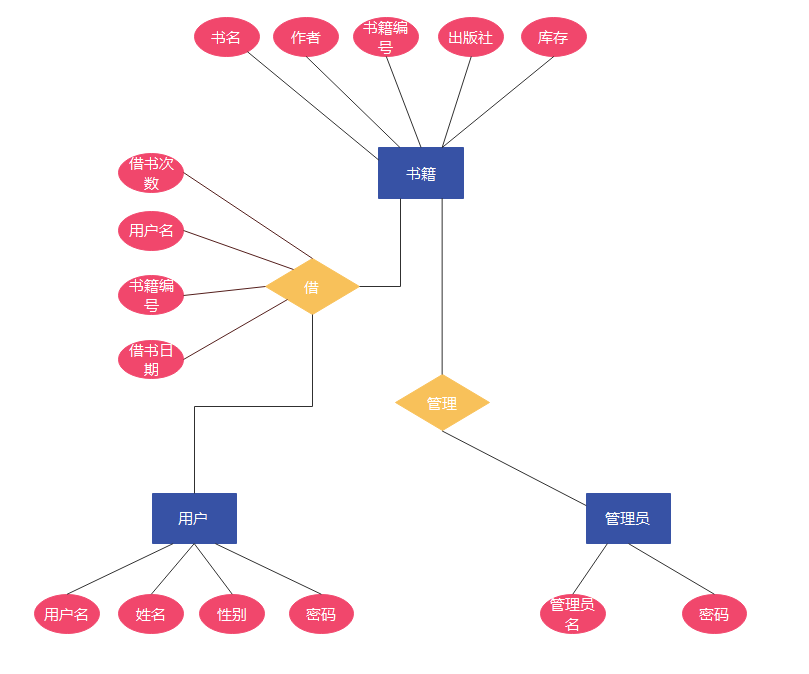 书名
作者
书籍编
号
出版社
库存
书籍
借书次
数
用户名
书籍编
号
借书日
期
借
管理
用户
管理员
用户名
姓名
性别
密码
管理员
名
密码